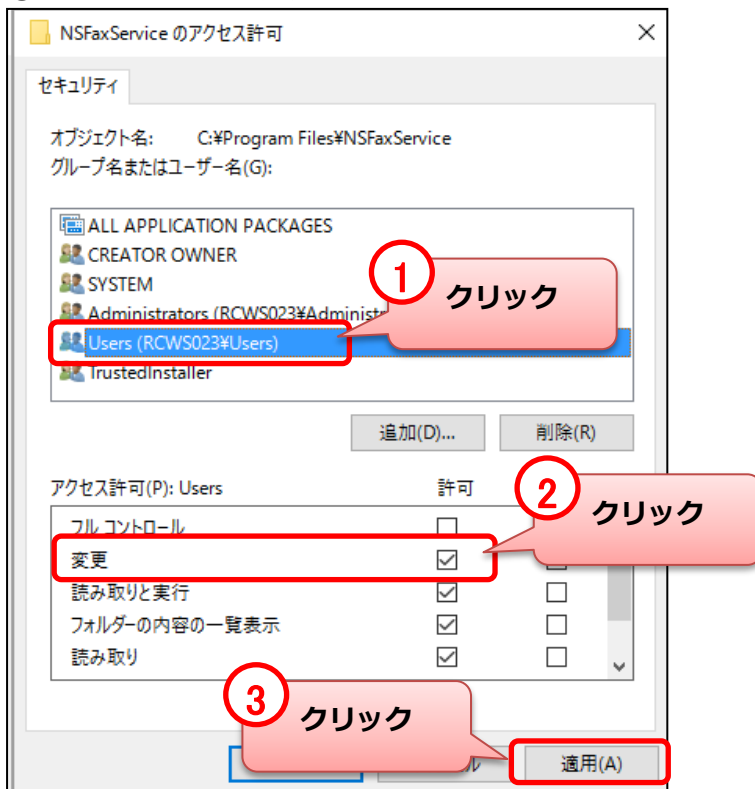 NSFaxService のアクセス許可
セキュリティ
オブジェクト名: C:¥Program Files¥NSFaxService
グループ名またはユーザー名(G):
ALL APPLICATION PACKAGES
CREATOR OWNER
SYSTEM
1 クリック
Administrators (RCWS023¥Administr
Users (RCWS023¥Users)
TrustedInstaller
追加(D)... 削除(R)
アクセス許可(P): Users 許可
2 クリック
フル コントロール
変更
読み取りと実行
フォルダーの内容の一覧表示
読み取り
3 クリック
ル 適用(A)